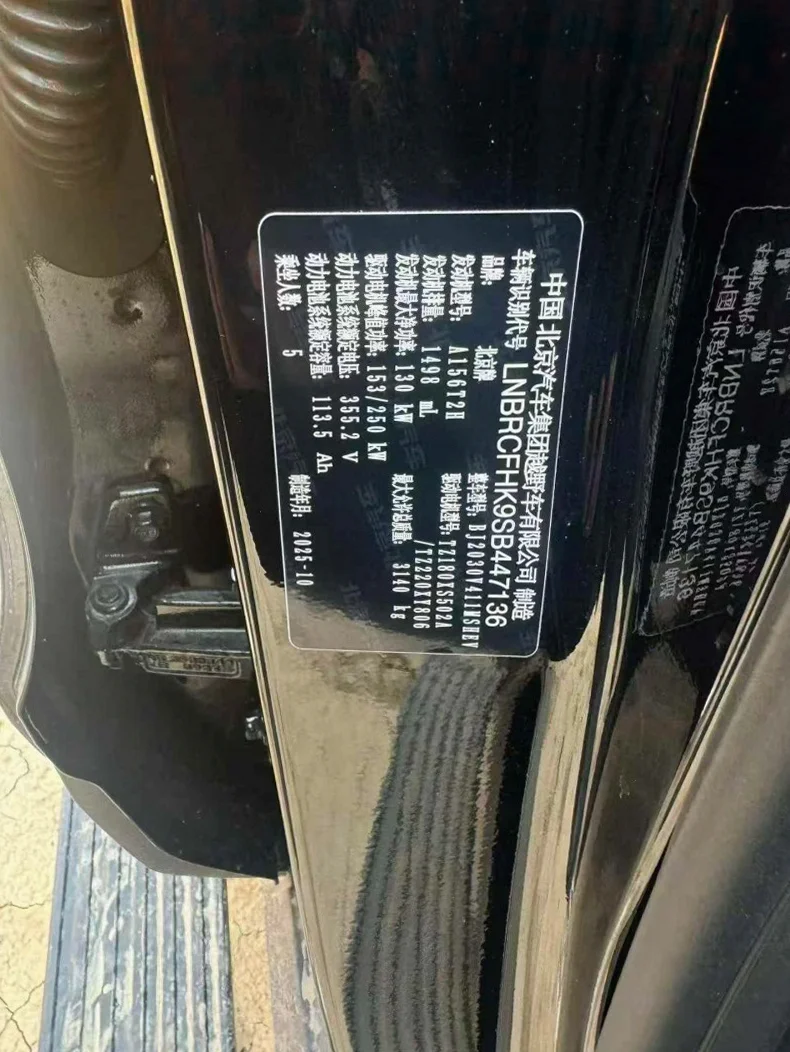 中国 北京汽车集团越野车有限公司 制造
车辆识别代号 LNBRCFHK9SB447136
品牌: 北京牌 整车型号: BJ2030V41IWSHEV
发动机型号: A156T2H 驱动电机型号: TZ180XS502A
发动机排量: 1498 mL /TZ220XY806
发动机最大净功率: 130 kW 最大允许总质量: 3140 kg
驱动电机峰值功率: 153/250 kW
动力电池系统额定电压: 355.2 V
动力电池系统额定容量: 113.5 Ah
乘坐人数: 5 制造年月: 2025-10